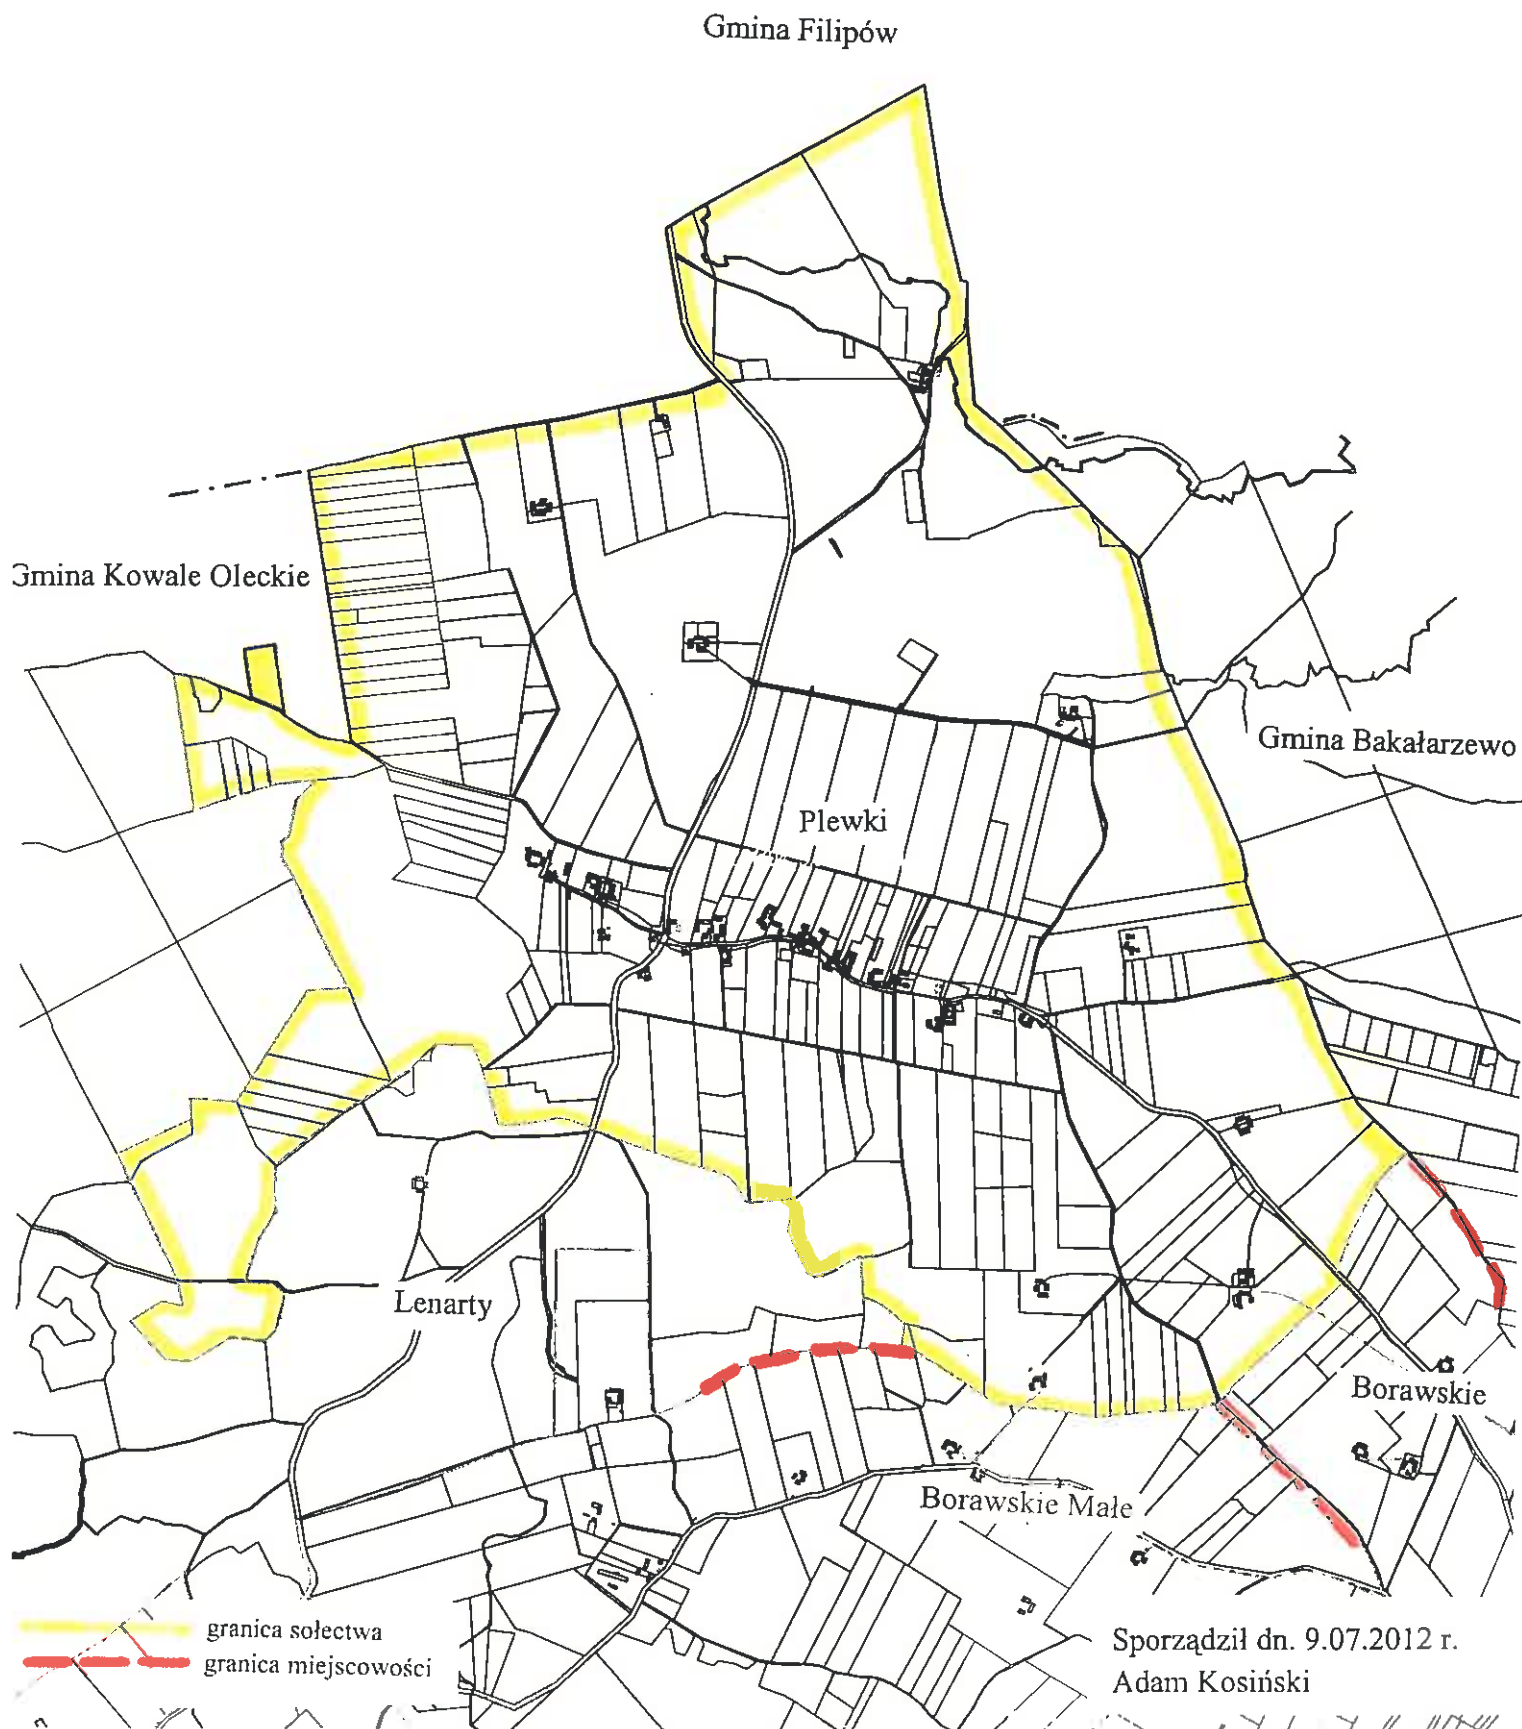 Gmina Filipów
Gmina Kowale Oleckie
Gmina Bakałarzewo
Plewki
Lenarty
Borawskie
Borawskie Małe
granica sołectwa
granica miejscowości
Sporządził dn. 9.07.2012 r.
Adam Kosiński